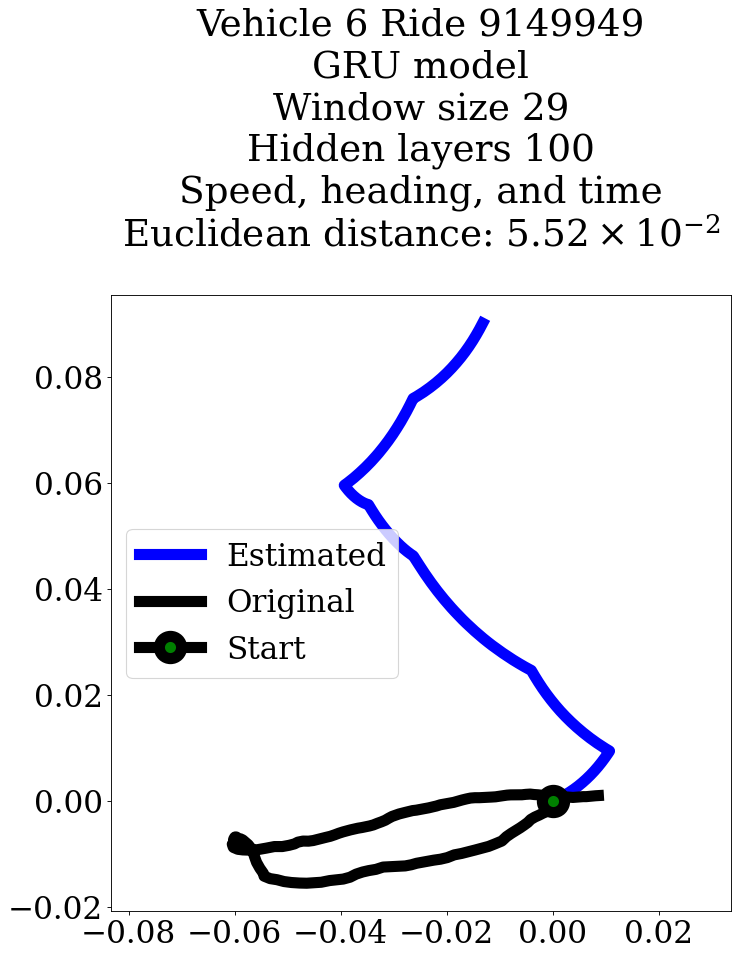 Vehicle 6 Ride 9149949
GRU model
Window size 29
Hidden layers 100
Speed, heading, and time
Euclidean distance: 5.52 × 10⁻²
0.08
0.06
0.04
0.02
0.00
−0.02
Estimated
Original
Start
−0.08 −0.06 −0.04 −0.02 0.00 0.02